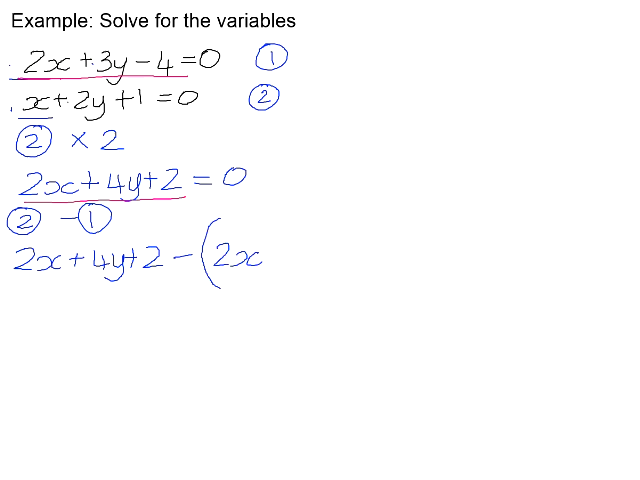 Example: Solve for the variables
2x + 3y - 4 = 0 ①
x + 2y + 1 = 0 ②
② × 2
2x + 4y + 2 = 0
② - ①
2x + 4y + 2 - (2x